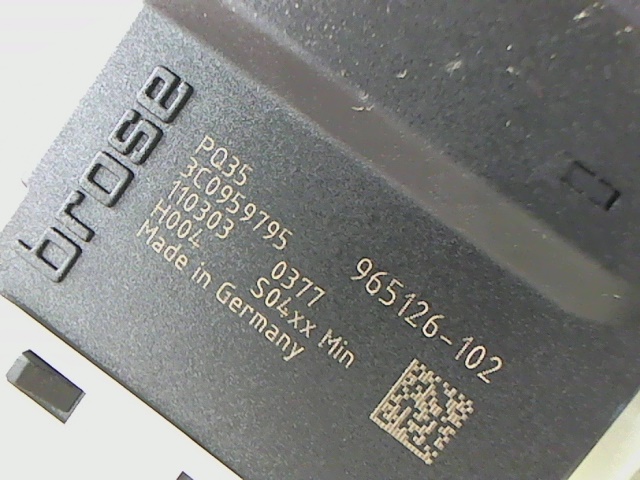 brose
PQ35
3C0959795
110303 0377 965126-102
H004 S04xx Min
Made in Germany